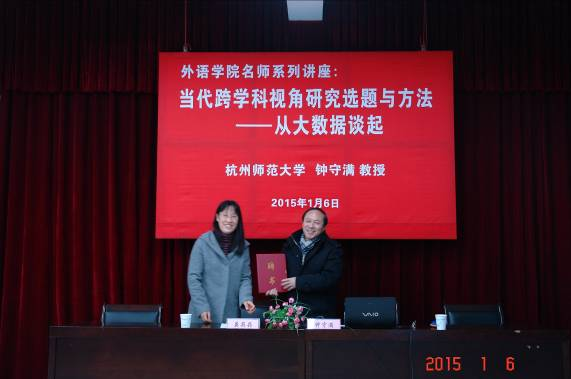 外语学院名师系列讲座：
当代跨学科视角研究选题与方法
——从大数据谈起
杭州师范大学 钟守满 教授
2015年1月6日
聘书
钟守满
VAIO
2015 1 6